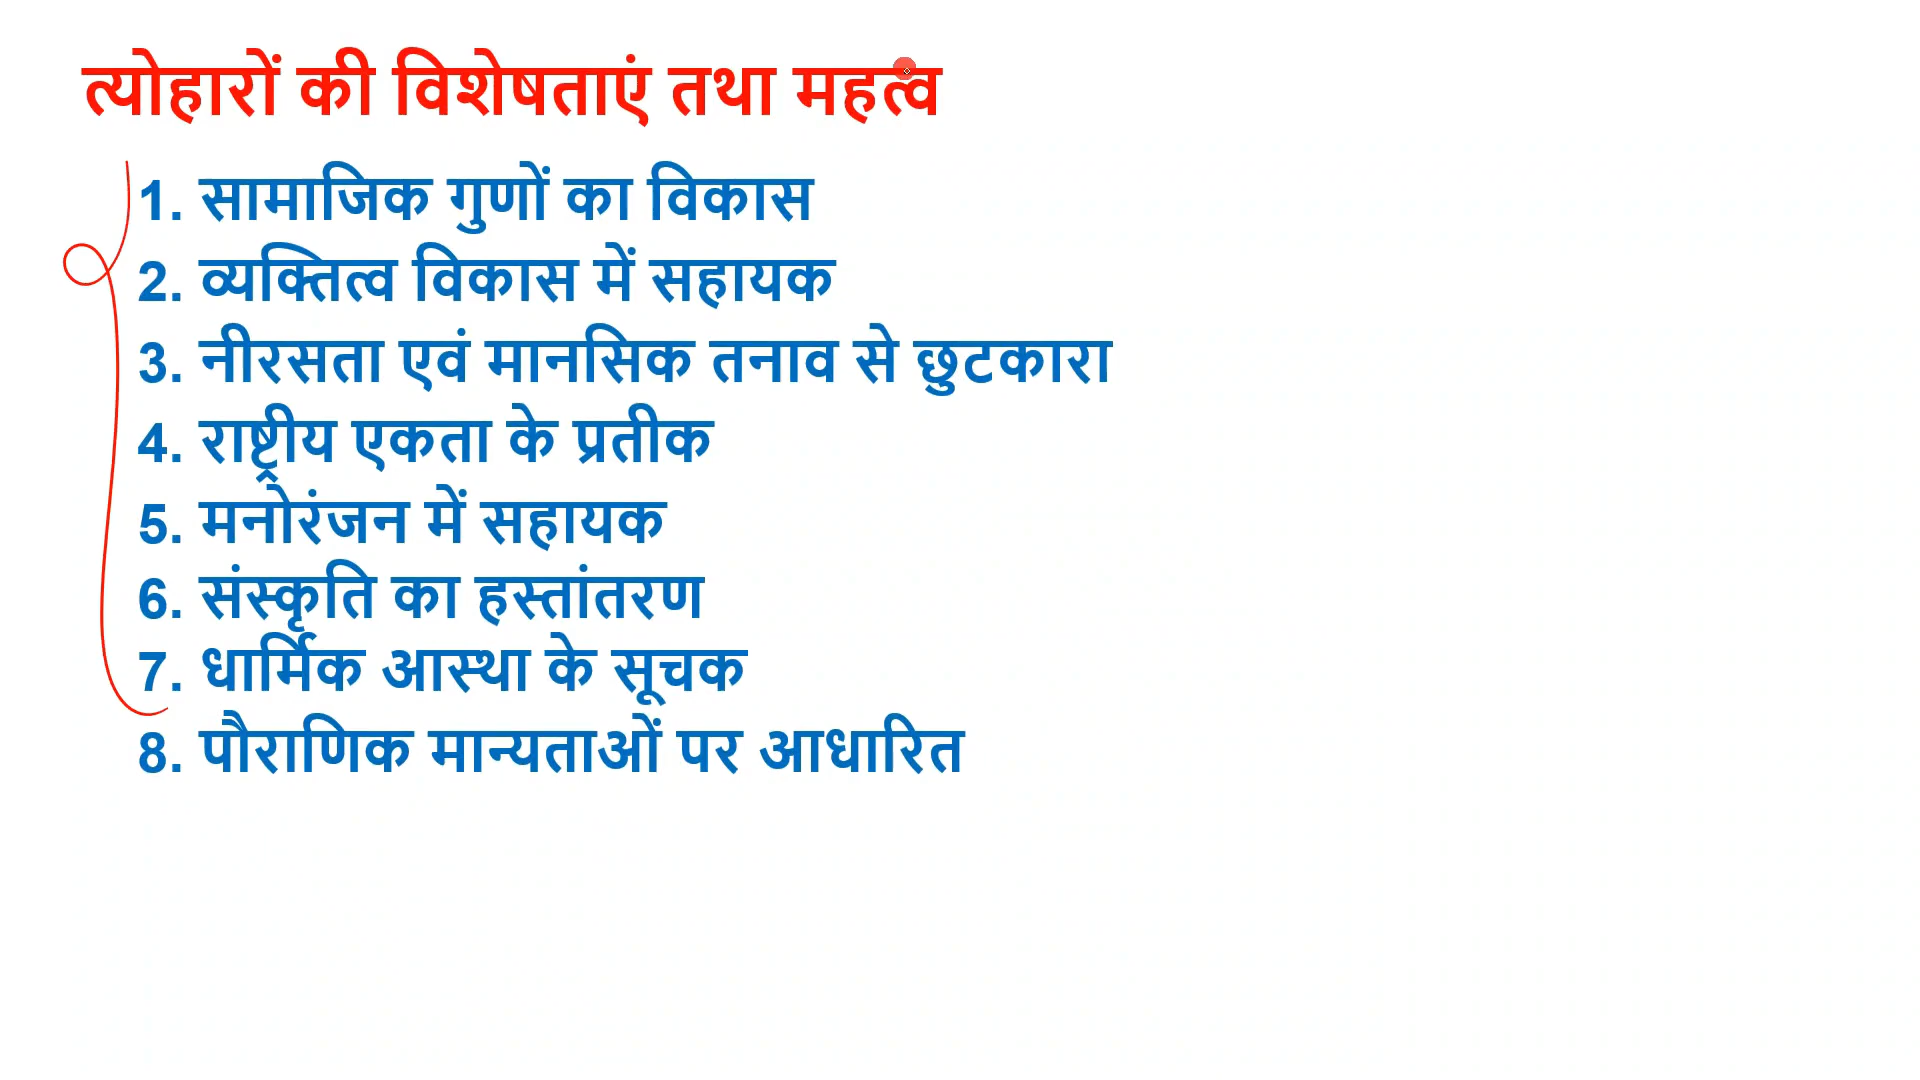 त्योहारों की विशेषताएं तथा महत्व
1. सामाजिक गुणों का विकास
2. व्यक्तित्व विकास में सहायक
3. नीरसता एवं मानसिक तनाव से छुटकारा
4. राष्ट्रीय एकता के प्रतीक
5. मनोरंजन में सहायक
6. संस्कृति का हस्तांतरण
7. धार्मिक आस्था के सूचक
8. पौराणिक मान्यताओं पर आधारित